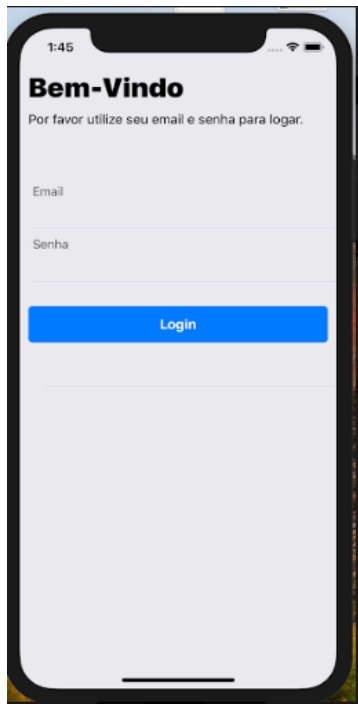 1:45
Bem-Vindo
Por favor utilize seu email e senha para logar.
Email
Senha
Login